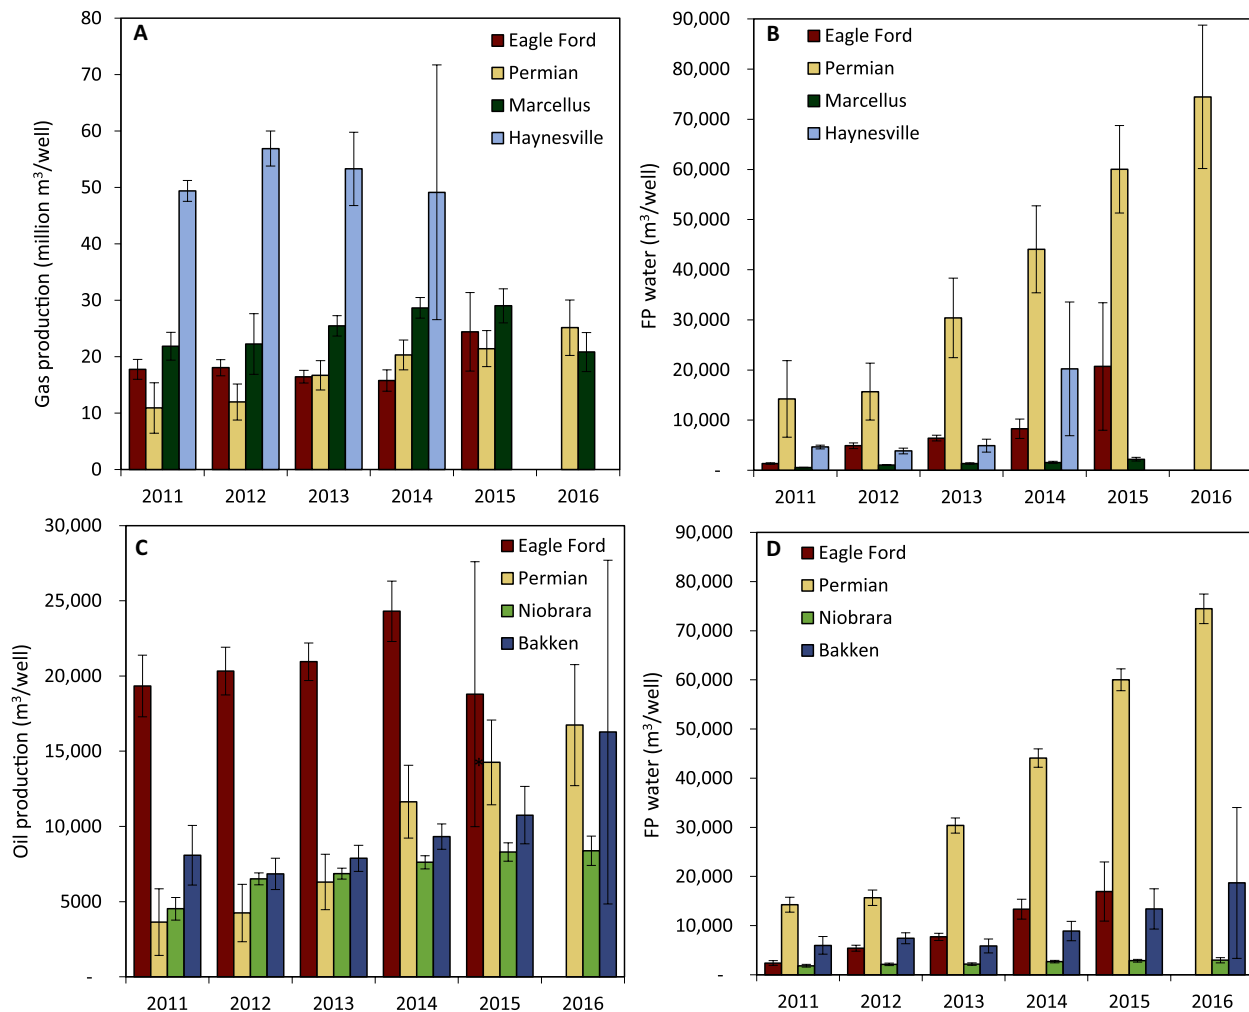 A
Gas production (million m³/well)
80
70
60
50
40
30
20
10
0
Eagle Ford
Permian
Marcellus
Haynesville
2011 2012 2013 2014 2015 2016
B
FP water (m³/well)
90,000
80,000
70,000
60,000
50,000
40,000
30,000
20,000
10,000
-
Eagle Ford
Permian
Marcellus
Haynesville
2011 2012 2013 2014 2015 2016
C
Oil production (m³/well)
30,000
25,000
20,000
15,000
10,000
5000
-
Eagle Ford
Permian
Niobrara
Bakken
*
2011 2012 2013 2014 2015 2016
D
FP water (m³/well)
90,000
80,000
70,000
60,000
50,000
40,000
30,000
20,000
10,000
-
Eagle Ford
Permian
Niobrara
Bakken
2011 2012 2013 2014 2015 2016